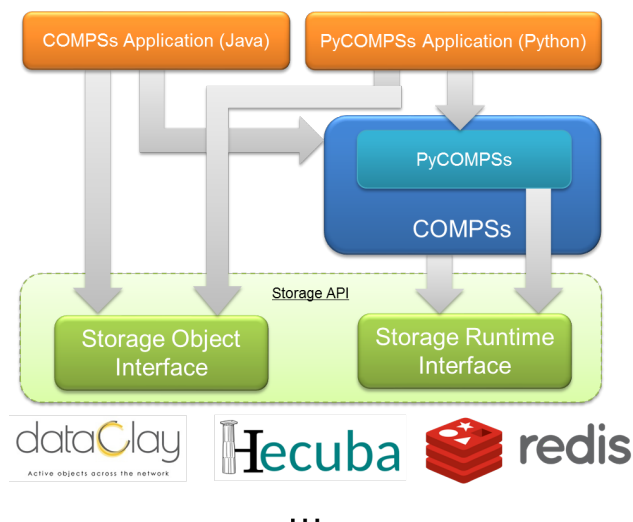 COMPSs Application (Java)
PyCOMPSs Application (Python)
PyCOMPSs
COMPSs
Storage API
Storage Object
Interface
Storage Runtime
Interface
dataClay
Active objects across the network
Hecuba
redis
...